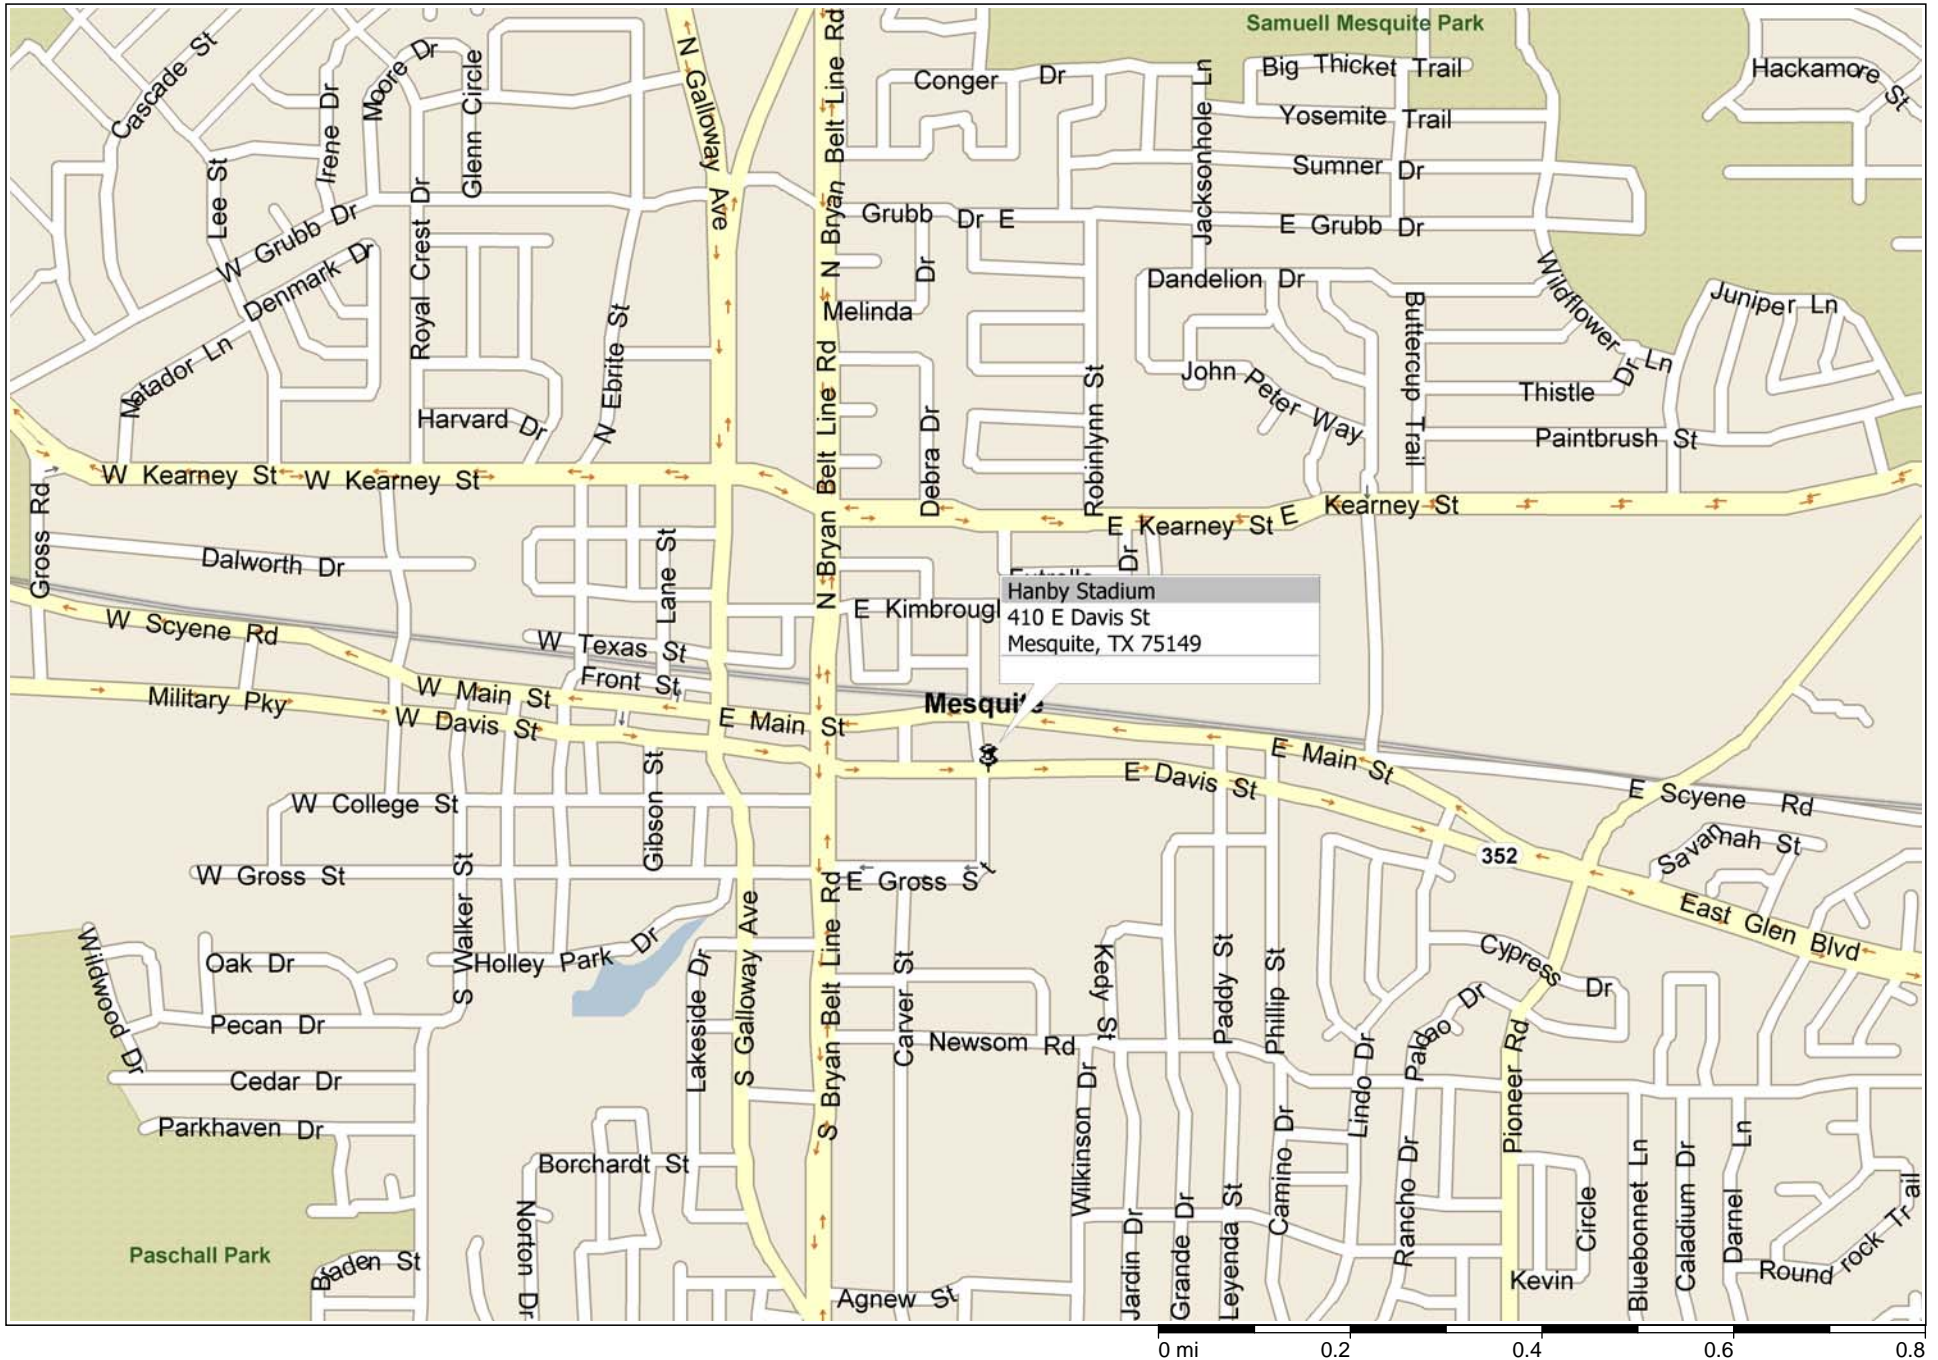 Samuell Mesquite Park
Cascade St
Moore Dr
Glenn Circle
Irene Dr
Lee St
N Galloway Ave
N Bryan Belt Line Rd
Conger Dr
Jacksonhole Ln
Big Thicket Trail
Yosemite Trail
Sumner Dr
Hackamore St
W Grubb Dr
Royal Crest Dr
Grubb Dr E
E Grubb Dr
Denmark Dr
Matador Ln
N Ebrite St
Melinda Dr
Dandelion Dr
Wildflower Ln
Juniper Ln
Buttercup Trail
John Peter Way
Thistle Dr
Paintbrush St
Robinlynn St
Debra Dr
N Bryan Belt Line Rd
Harvard Dr
W Kearney St
W Kearney St
E Kearney St
E Kearney St
Gross Rd
Dalworth Dr
Lane St
Dr
E Kimbrough
Hanby Stadium
410 E Davis St
Mesquite, TX 75149
W Scyene Rd
W Texas St
Front St
W Main St
E Main St
Mesquite
Military Pky
W Davis St
E Davis St
E Main St
E Scyene Rd
Gibson St
W College St
W Gross St
E Gross St
352
Savannah St
East Glen Blvd
S Walker St
S Galloway Ave
S Bryan Belt Line Rd
Wildwood Dr
Oak Dr
Holley Park Dr
Lakeside Dr
Carver St
Kedy St
Paddy St
Phillip St
Cypress Dr
Pecan Dr
Newsom Rd
Cedar Dr
Parkhaven Dr
Wilkinson Dr
Lindo Dr
Palao Dr
Pioneer Rd
Borchardt St
Norton Dr
Camino Dr
Rancho Dr
Jardin Dr
Grande Dr
Leyenda St
Kevin Circle
Bluebonnet Ln
Caladium Dr
Darnel Ln
Round rock Trail
Paschall Park
Braden St
Agnew St
0 mi 0.2 0.4 0.6 0.8